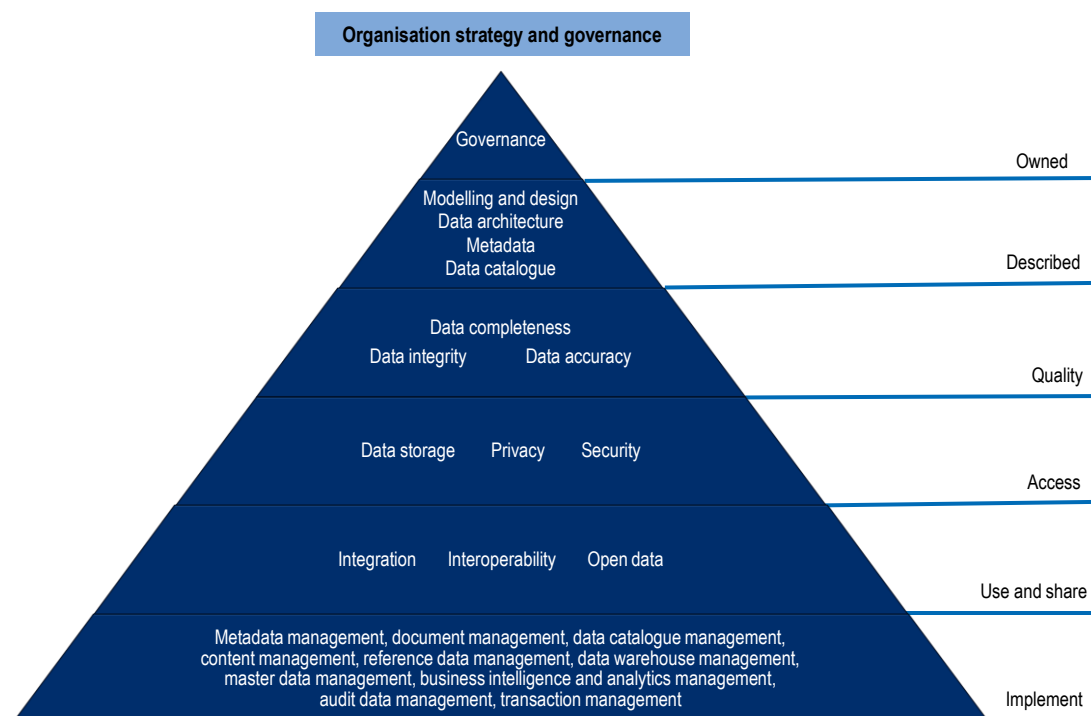 Organisation strategy and governance
Governance
Owned
Modelling and design
Data architecture
Metadata
Data catalogue
Described
Data completeness
Data integrity Data accuracy
Quality
Data storage Privacy Security
Access
Integration Interoperability Open data
Use and share
Metadata management, document management, data catalogue management,
content management, reference data management, data warehouse management,
master data management, business intelligence and analytics management,
audit data management, transaction management
Implement